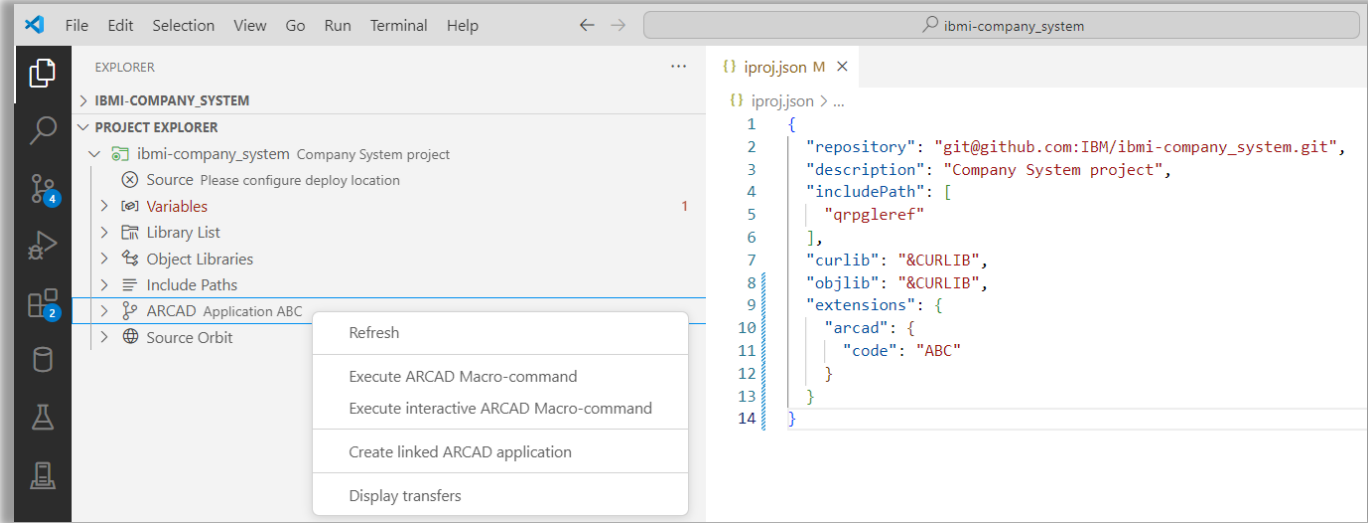 File Edit Selection View Go Run Terminal Help
ibmi-company_system
EXPLORER
IBMI-COMPANY_SYSTEM
PROJECT EXPLORER
ibmi-company_system Company System project
Source Please configure deploy location
Variables 1
Library List
Object Libraries
Include Paths
ARCAD Application ABC
Source Orbit
4
2
Refresh
Execute ARCAD Macro-command
Execute interactive ARCAD Macro-command
Create linked ARCAD application
Display transfers
{} iproj.json M ×
{} iproj.json > ...
1 {
2 "repository": "git@github.com:IBM/ibmi-company_system.git",
3 "description": "Company System project",
4 "includePath": [
5 "qrpgleref"
6 ],
7 "curlib": "&CURLIB",
8 "objlib": "&CURLIB",
9 "extensions": {
10 "arcad": {
11 "code": "ABC"
12 }
13 }
14 }